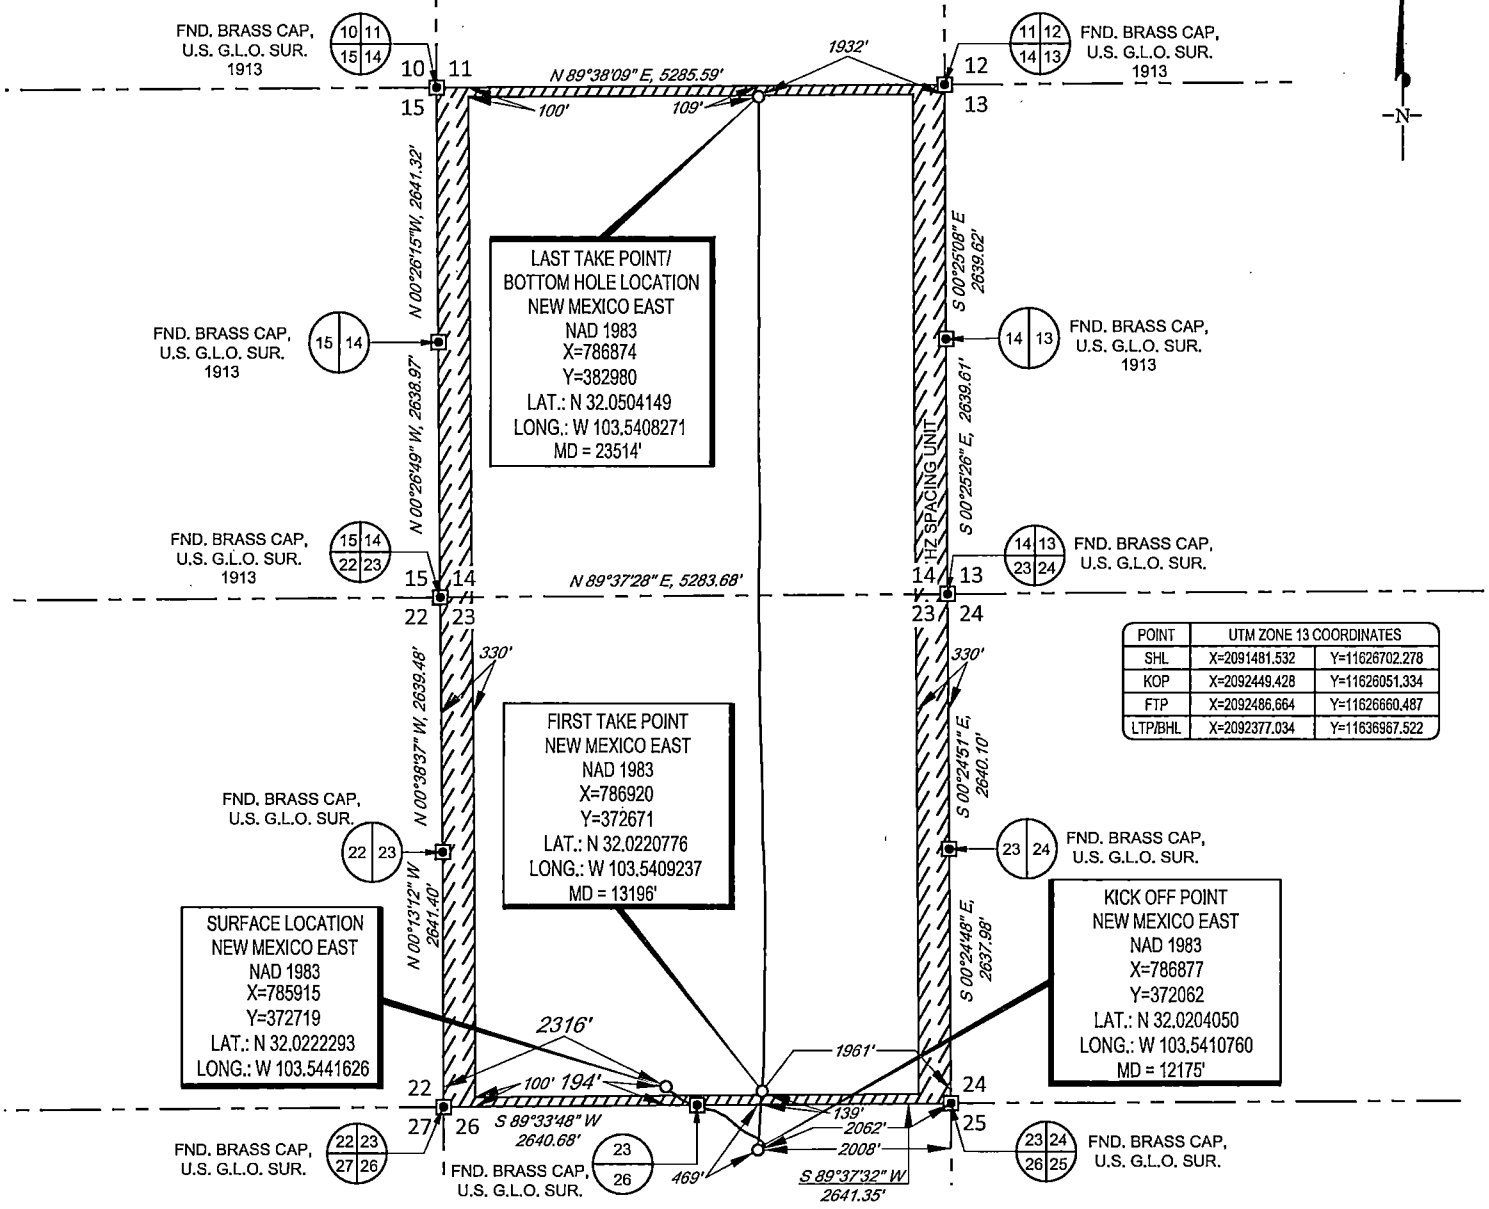 FND. BRASS CAP,
U.S. G.L.O. SUR.
1913
10 11
15 14
10 11
15
N 89°38'09" E, 5285.59'
1932'
100'
109'
11 12
14 13
FND. BRASS CAP,
U.S. G.L.O. SUR.
1913
12
13
N
N 00°26'15"W, 2641.32'
S 00°25'08" E
2639.62'
LAST TAKE POINT/
BOTTOM HOLE LOCATION
NEW MEXICO EAST
NAD 1983
X=786874
Y=382980
LAT.: N 32.0504149
LONG.: W 103.5408271
MD = 23514'
FND. BRASS CAP,
U.S. G.L.O. SUR.
1913
15 14
14 13
FND. BRASS CAP,
U.S. G.L.O. SUR.
1913
N 00°26'49" W, 2638.97'
HZ SPACING UNIT
S 00°25'26" E, 2639.61'
FND. BRASS CAP,
U.S. G.L.O. SUR.
1913
15 14
22 23
15 14
22 23
N 89°37'28" E, 5283.68'
14 13
23 24
14 13
23 24
FND. BRASS CAP,
U.S. G.L.O. SUR.
330'
330'
POINT UTM ZONE 13 COORDINATES
SHL X=2091481.532 Y=11626702.278
KOP X=2092449.428 Y=11626051.334
FTP X=2092486.664 Y=11626660.487
LTP/BHL X=2092377.034 Y=11636967.522
N 00°38'37" W, 2639.48'
S 00°24'51" E,
2640.10'
FIRST TAKE POINT
NEW MEXICO EAST
NAD 1983
X=786920
Y=372671
LAT.: N 32.0220776
LONG.: W 103.5409237
MD = 13196'
FND. BRASS CAP,
U.S. G.L.O. SUR.
22 23
23 24
FND. BRASS CAP,
U.S. G.L.O. SUR.
N 00°13'12" W
2641.40'
S 00°24'48" E,
2637.98'
SURFACE LOCATION
NEW MEXICO EAST
NAD 1983
X=785915
Y=372719
LAT.: N 32.0222293
LONG.: W 103.5441626
KICK OFF POINT
NEW MEXICO EAST
NAD 1983
X=786877
Y=372062
LAT.: N 32.0204050
LONG.: W 103.5410760
MD = 12175'
2316'
1961'
100' 194'
139'
22
27 26
24
25
S 89°33'48" W
2640.68'
2062'
2008'
469'
S 89°37'32" W
2641.35'
FND. BRASS CAP,
U.S. G.L.O. SUR.
22 23
27 26
FND. BRASS CAP,
U.S. G.L.O. SUR.
23
26
23 24
26 25
FND. BRASS CAP,
U.S. G.L.O. SUR.